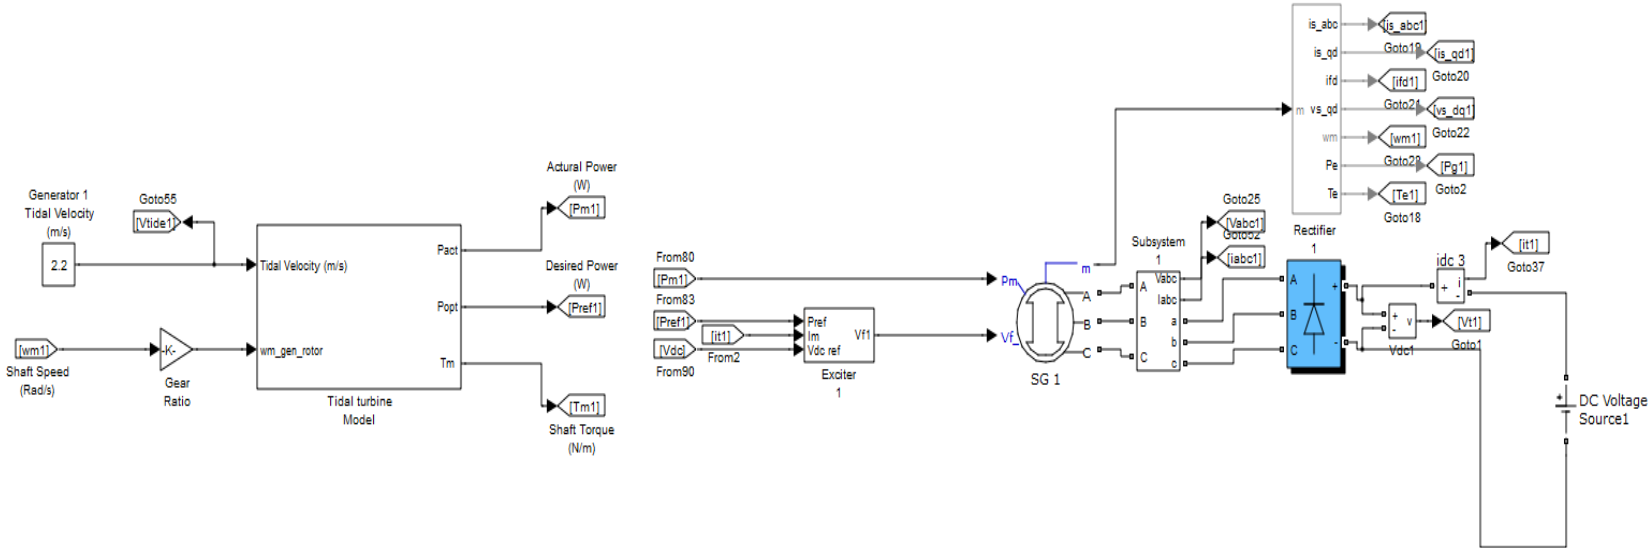 Generator 1
Tidal Velocity
(m/s)
2.2
Goto55
[Vtide1]
[wm1]
Shaft Speed
(Rad/s)
-K-
Gear
Ratio
Tidal Velocity (m/s)
wm_gen_rotor
Pact
Popt
Tm
Tidal turbine
Model
Actural Power
(W)
[Pm1]
Desired Power
(W)
[Pref1]
[Tm1]
Shaft Torque
(N/m)
From80
[Pm1]
From83
[Pref1]
[it1]
From2
[Vdc]
From90
Pref
Im
Vdc ref
Vf1
Exciter
1
Pm
Vf_
m
A
B
C
SG 1
Subsystem
1
A
B
C
Vabc
Iabc
a
b
c
Goto25
[Vabc1]
Goto52
[iabc1]
m
is_abc
is_qd
ifd
vs_qd
wm
Pe
Te
[is_abc1]
Goto19
[is_qd1]
Goto20
[ifd1]
Goto21
[vs_dq1]
Goto22
[wm1]
[Pg1]
Goto2
[Te1]
Goto18
Rectifier
1
A
B
C
+
-
idc 3
i
+
-
[it1]
Goto37
+
-
v
Vdc1
[Vt1]
Goto1
+
DC Voltage
Source1